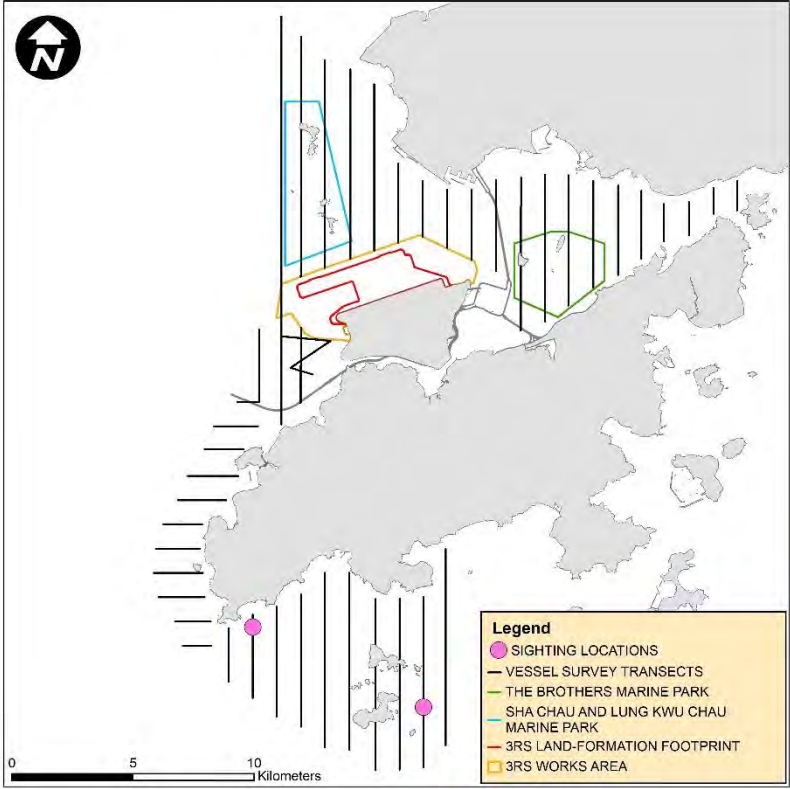 N
Legend
SIGHTING LOCATIONS
VESSEL SURVEY TRANSECTS
THE BROTHERS MARINE PARK
SHA CHAU AND LUNG KWU CHAU
MARINE PARK
3RS LAND-FORMATION FOOTPRINT
3RS WORKS AREA
0 5 10
Kilometers